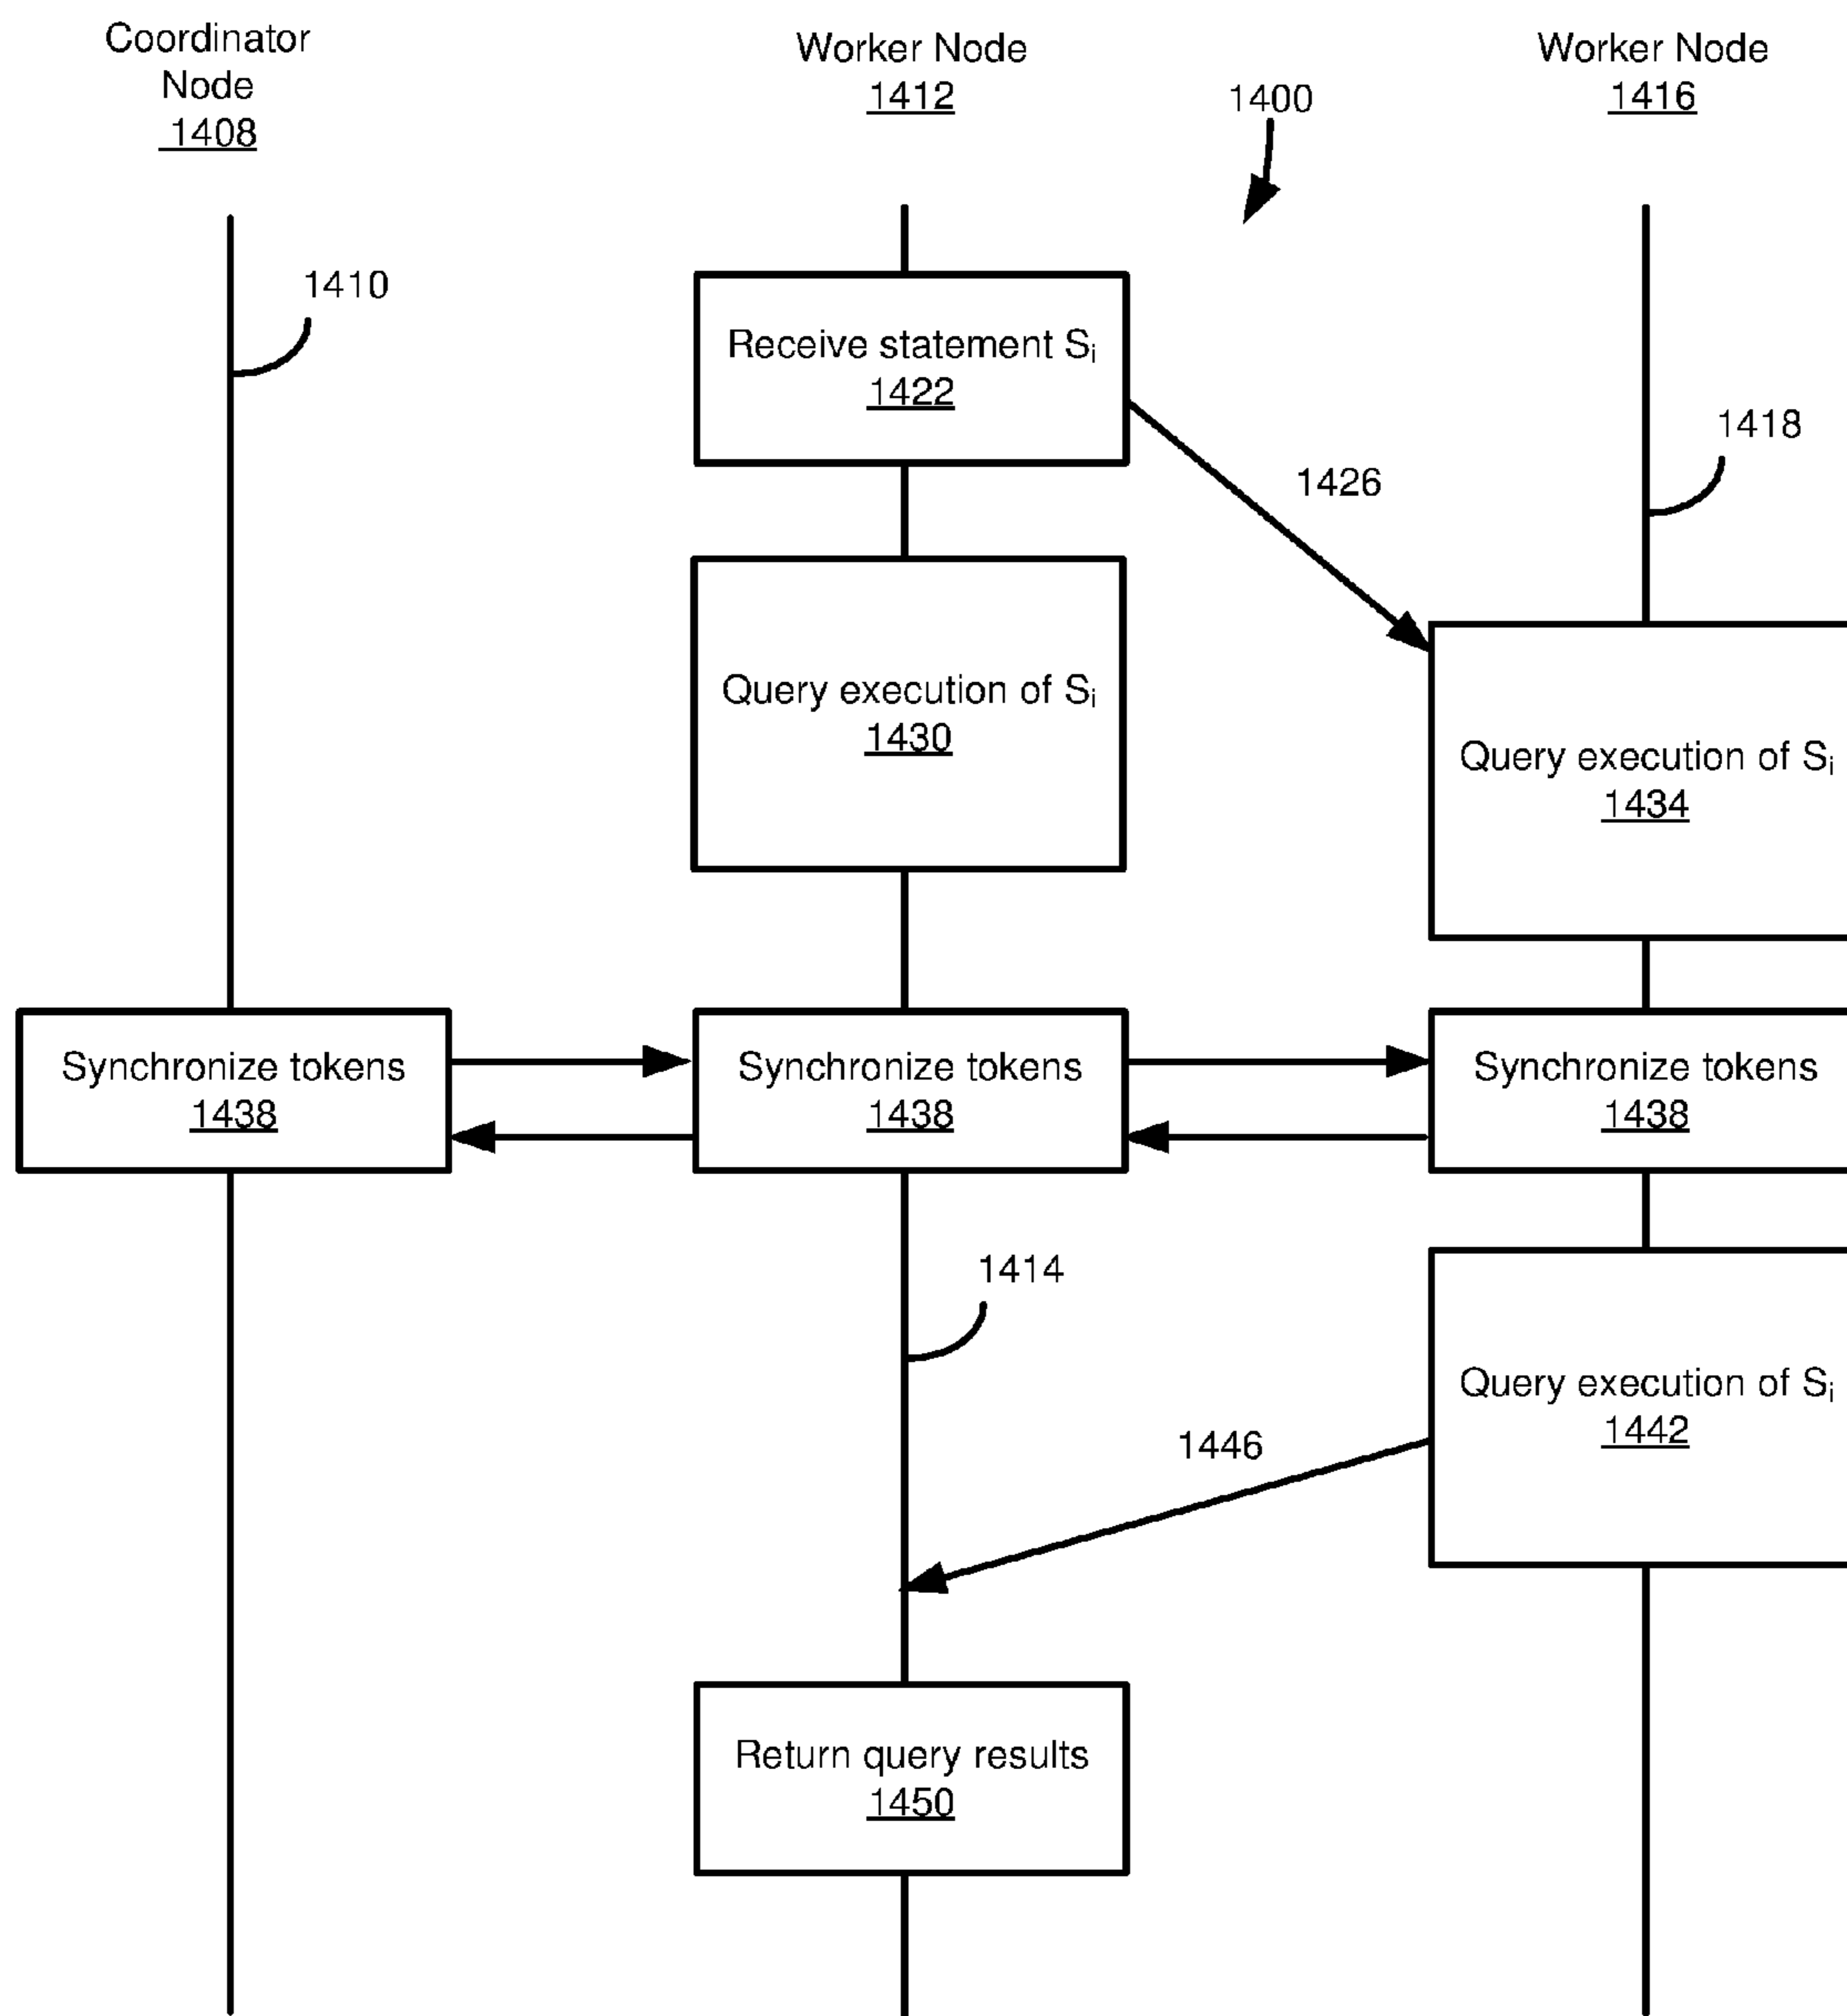 Coordinator
Node
1408
Worker Node
1412
1400
Worker Node
1416
1410
Receive statement Si
1422
1418
1426
Query execution of Si
1430
Query execution of Si
1434
Synchronize tokens
1438
Synchronize tokens
1438
Synchronize tokens
1438
1414
Query execution of Si
1442
1446
Return query results
1450